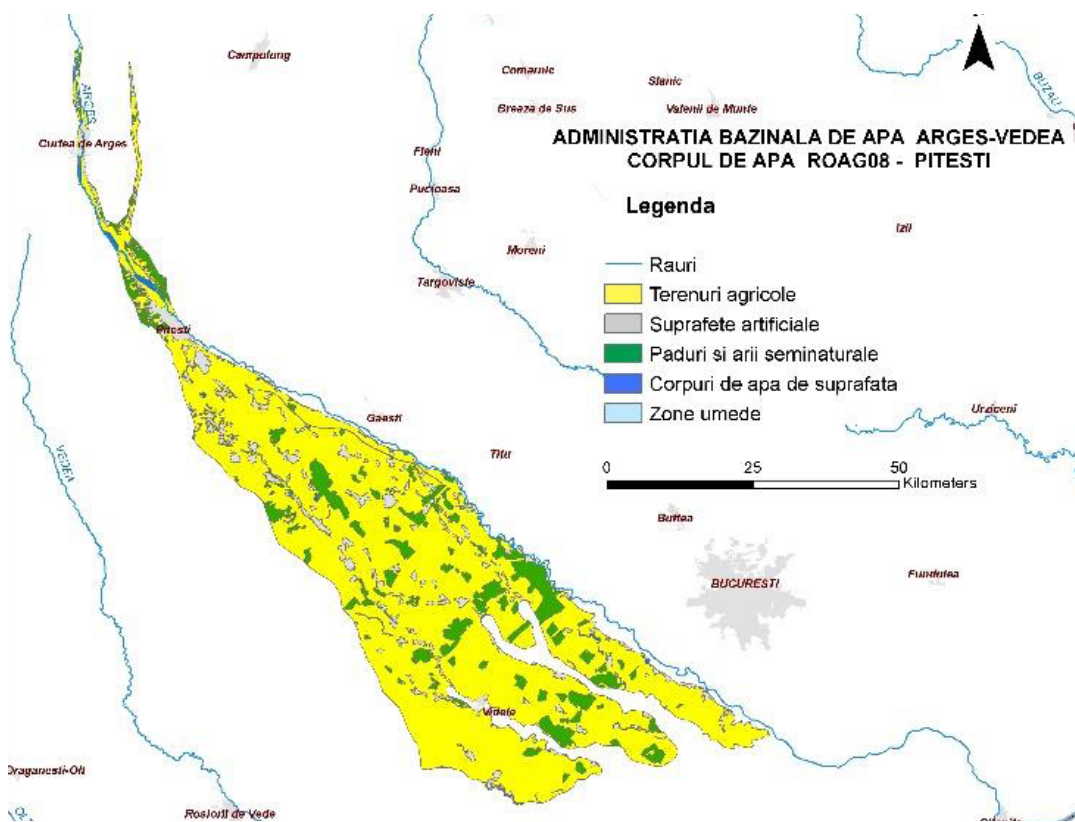 Campulung
Comarnic
Slanic
Breaza de Sus
Valenii de Munte
BUZAU
ARGES
Curtea de Arges
ADMINISTRATIA BAZINALA DE APA ARGES-VEDEA
CORPUL DE APA ROAG08 - PITESTI
Fieni
Pucioasa
Legenda
Izii
Moreni
Targoviste
Rauri
Terenuri agricole
Suprafete artificiale
Paduri si arii seminaturale
Corpuri de apa de suprafata
Zone umede
Pitesti
Gaesti
Urziceni
Titu
VEDEA
0 25 50
Kilometers
Buftea
BUCURESTI
Fundulea
Videle
Draganesti-Olt
Rosiorii de Vede